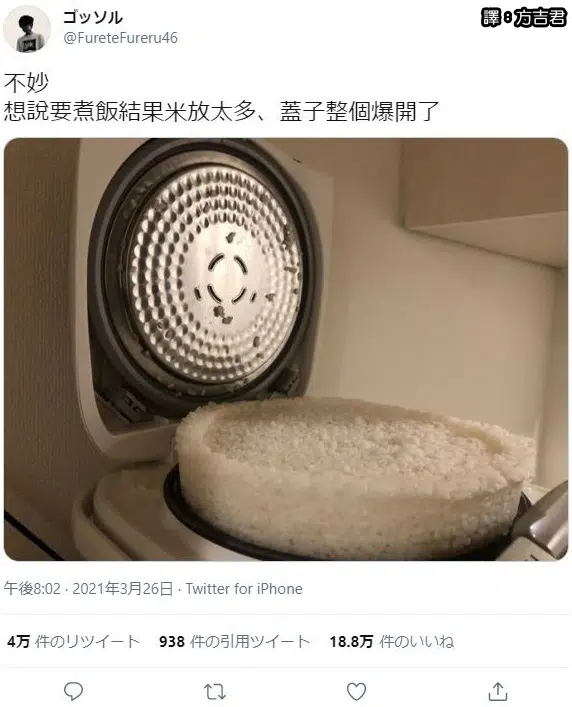 ゴッソル
譯8方吉君
@FureteFureru46
不妙
想說要煮飯結果米放太多、蓋子整個爆開了
午後8:02 · 2021年3月26日 · Twitter for iPhone
4万 件のリツイート 938 件の引用ツイート 18.8万 件のいいね